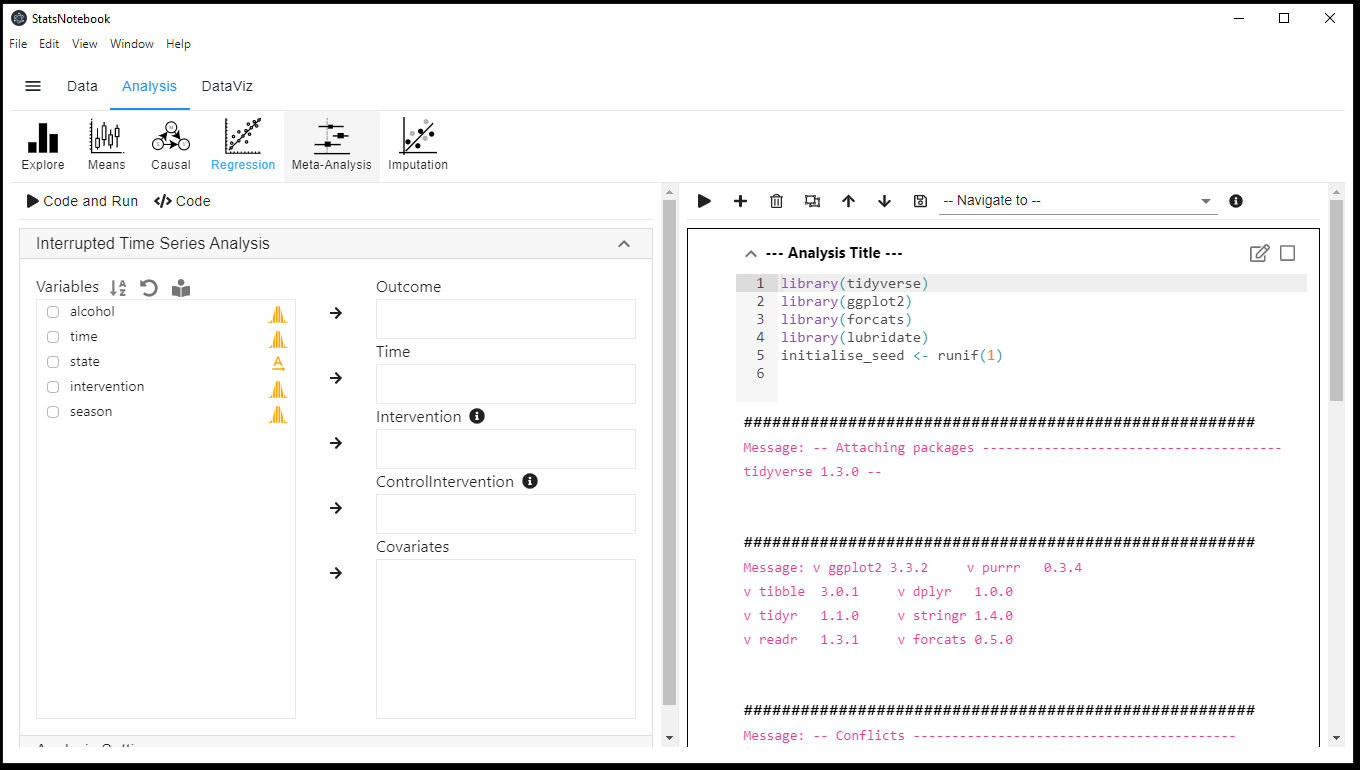 StatsNotebook
File Edit View Window Help
Data Analysis DataViz
Explore Means Causal Regression Meta-Analysis Imputation
Code and Run </> Code
Interrupted Time Series Analysis
Variables
alcohol
time
state
intervention
season
Outcome
Time
Intervention
ControlIntervention
Covariates
-- Navigate to --
--- Analysis Title ---
1 library(tidyverse)
2 library(ggplot2)
3 library(forcats)
4 library(lubridate)
5 initialise_seed <- runif(1)
6
##################################################################
Message: -- Attaching packages ---------------------------------------
tidyverse 1.3.0 --
##################################################################
Message: v ggplot2 3.3.2     v purrr   0.3.4
v tibble  3.0.1     v dplyr   1.0.0
v tidyr   1.1.0     v stringr 1.4.0
v readr   1.3.1     v forcats 0.5.0
##################################################################
Message: -- Conflicts ------------------------------------------